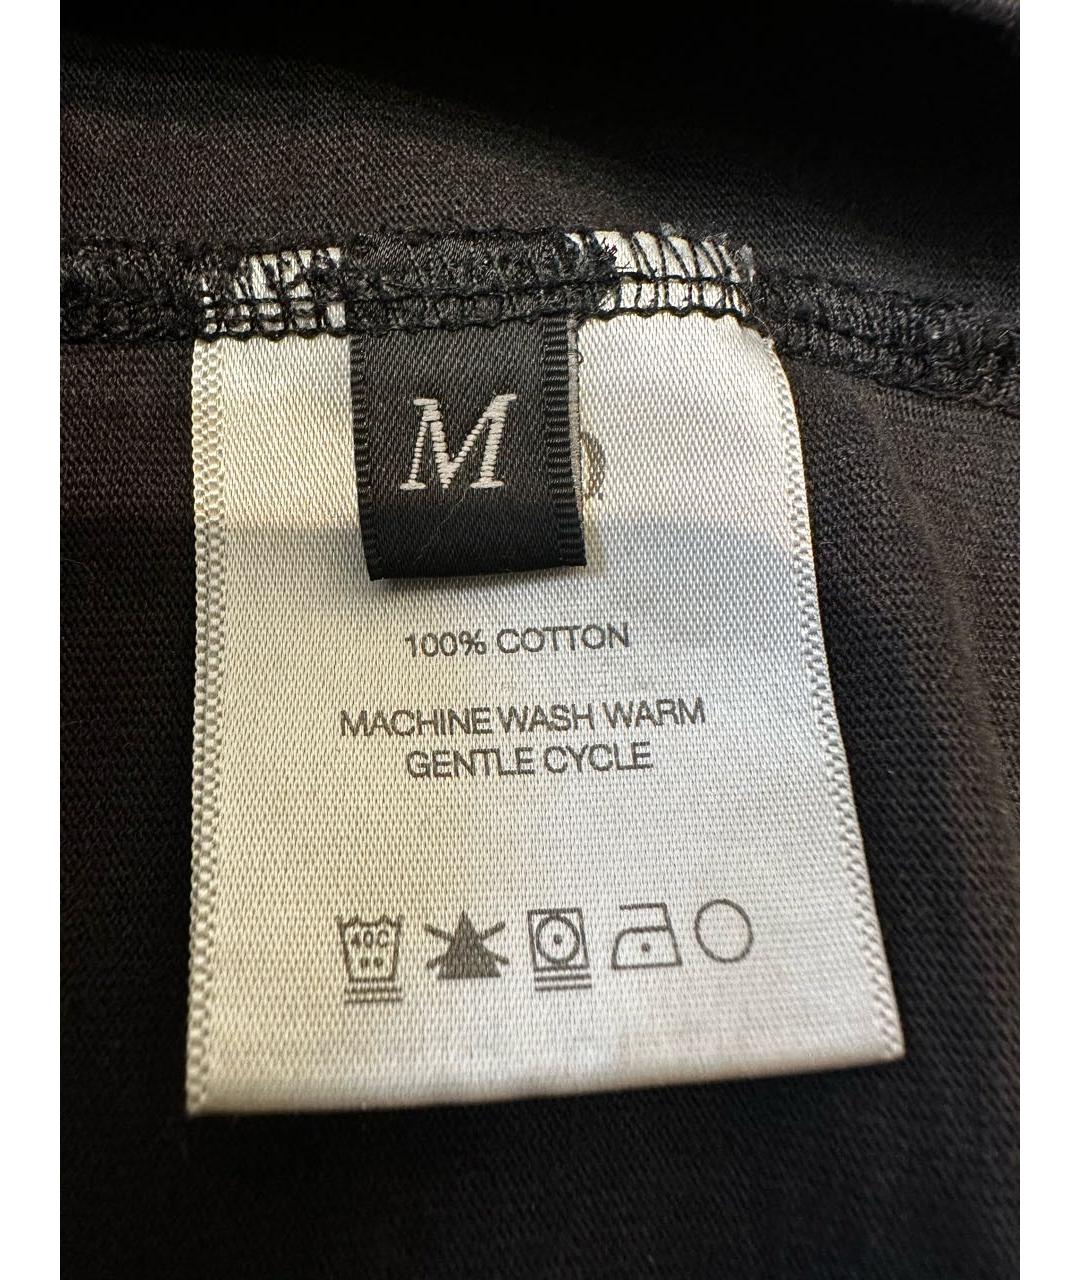 M
100% COTTON
MACHINE WASH WARM
GENTLE CYCLE
40C